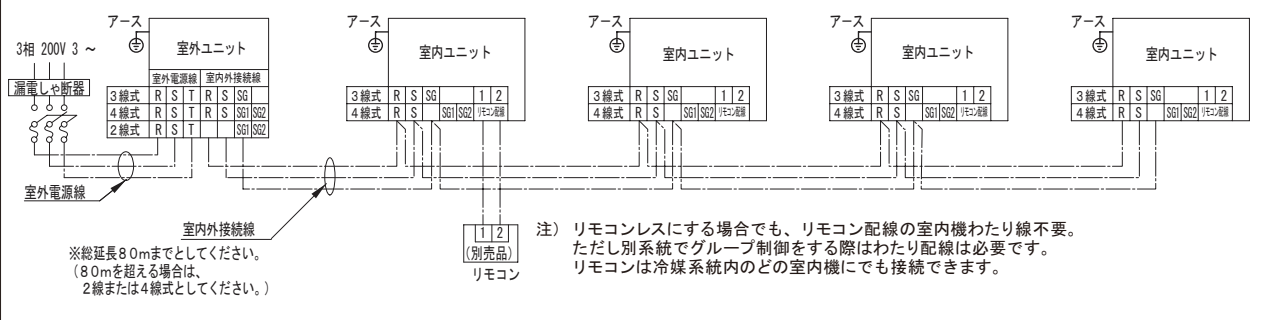 3相 200V 3 ~
漏電しゃ断器
アース
室外ユニット
室外電源線 室内外接続線
3線式 R S T R S SG
4線式 R S T R S SG1 SG2
2線式 R S T SG1 SG2
室外電源線
室内外接続線
※総延長80mまでとしてください。
(80mを超える場合は、
2線または4線式としてください。)
アース
室内ユニット
3線式 R S SG 1 2
4線式 R S SG1 SG2 リモコン配線
1 2
(別売品)
リモコン
アース
室内ユニット
3線式 R S SG 1 2
4線式 R S SG1 SG2 リモコン配線
アース
室内ユニット
3線式 R S SG 1 2
4線式 R S SG1 SG2 リモコン配線
アース
室内ユニット
3線式 R S SG 1 2
4線式 R S SG1 SG2 リモコン配線
注) リモコンレスにする場合でも、リモコン配線の室内機わたり線不要。
ただし別系統でグループ制御をする際はわたり配線は必要です。
リモコンは冷媒系統内のどの室内機にでも接続できます。